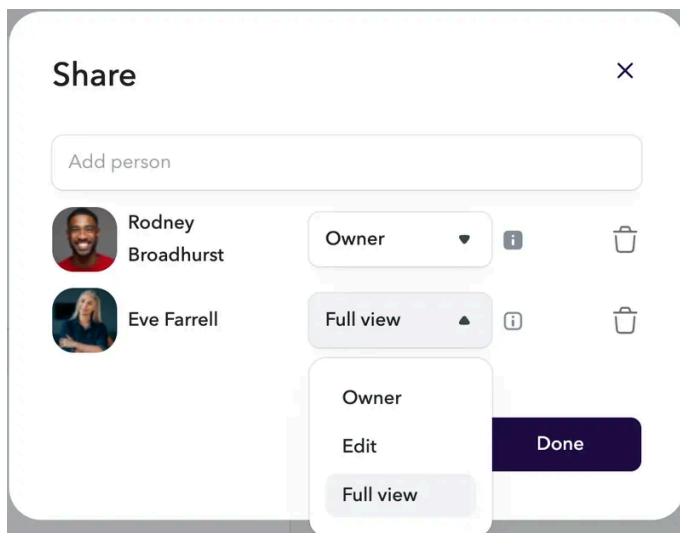 Share
Add person
Rodney
Broadhurst
Owner
Eve Farrell
Full view
Owner
Edit
Full view
Done